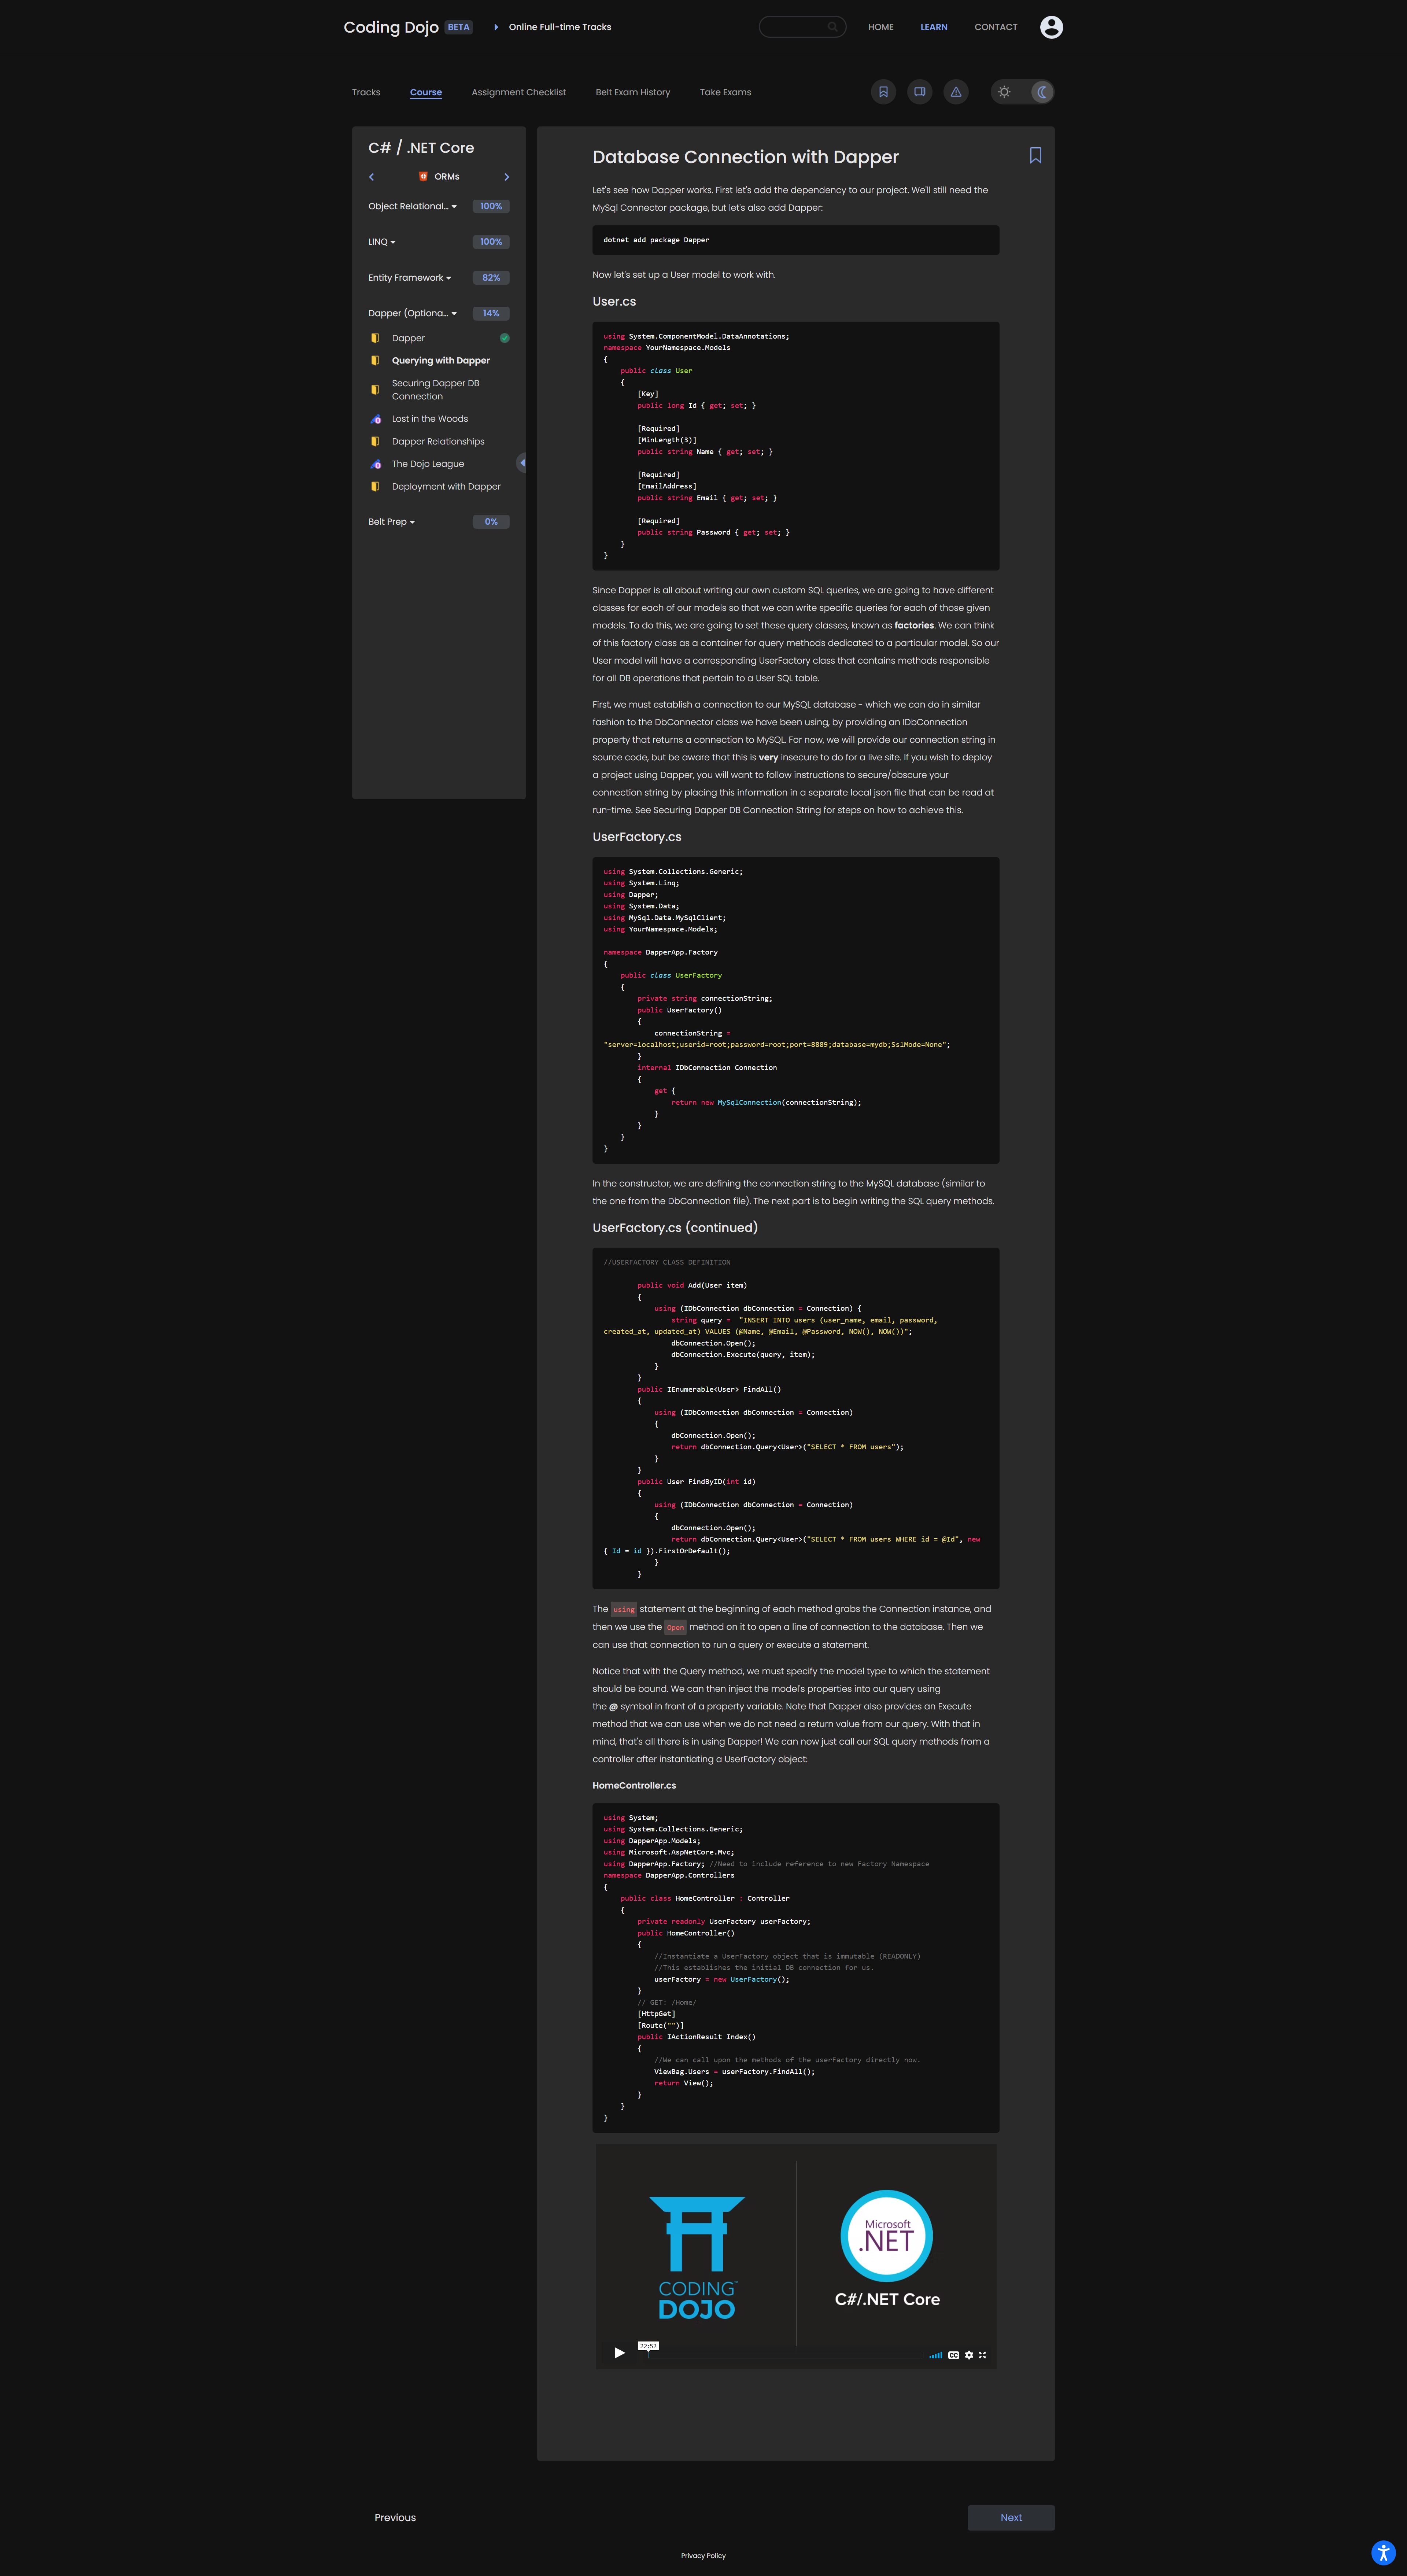 Coding Dojo BETA
Online Full-time Tracks
HOME
LEARN
CONTACT
Tracks
Course
Assignment Checklist
Belt Exam History
Take Exams
C# / .NET Core
ORMs
Object Relational... 100%
LINQ 100%
Entity Framework 82%
Dapper (Optiona... 14%
Dapper
Querying with Dapper
Securing Dapper DB
Connection
Lost in the Woods
Dapper Relationships
The Dojo League
Deployment with Dapper
Belt Prep 0%
Database Connection with Dapper
Let's see how Dapper works. First let's add the dependency to our project. We'll still need the
MySql Connector package, but let's also add Dapper:
dotnet add package Dapper
Now let's set up a User model to work with.
User.cs
using System.ComponentModel.DataAnnotations;
namespace YourNamespace.Models
{
    public class User
    {
        [Key]
        public long Id { get; set; }
        [Required]
        [MinLength(3)]
        public string Name { get; set; }
        [Required]
        [EmailAddress]
        public string Email { get; set; }
        [Required]
        public string Password { get; set; }
    }
}
Since Dapper is all about writing our own custom SQL queries, we are going to have different
classes for each of our models so that we can write specific queries for each of those given
models. To do this, we are going to set these query classes, known as factories. We can think
of this factory class as a container for query methods dedicated to a particular model. So our
User model will have a corresponding UserFactory class that contains methods responsible
for all DB operations that pertain to a User SQL table.
First, we must establish a connection to our MySQL database - which we can do in similar
fashion to the DbConnector class we have been using, by providing an IDbConnection
property that returns a connection to MySQL. For now, we will provide our connection string in
source code, but be aware that this is very insecure to do for a live site. If you wish to deploy
a project using Dapper, you will want to follow instructions to secure/obscure your
connection string by placing this information in a separate local json file that can be read at
run-time. See Securing Dapper DB Connection String for steps on how to achieve this.
UserFactory.cs
using System.Collections.Generic;
using System.Linq;
using Dapper;
using System.Data;
using MySql.Data.MySqlClient;
using YourNamespace.Models;
namespace DapperApp.Factory
{
    public class UserFactory
    {
        private string connectionString;
        public UserFactory()
        {
            connectionString =
"server=localhost;userid=root;password=root;port=8889;database=mydb;SslMode=None";
        }
        internal IDbConnection Connection
        {
            get {
                return new MySqlConnection(connectionString);
            }
        }
    }
}
In the constructor, we are defining the connection string to the MySQL database (similar to
the one from the DbConnection file). The next part is to begin writing the SQL query methods.
UserFactory.cs (continued)
//USERFACTORY CLASS DEFINITION
        public void Add(User item)
        {
            using (IDbConnection dbConnection = Connection) {
                string query =  "INSERT INTO users (user_name, email, password,
created_at, updated_at) VALUES (@Name, @Email, @Password, NOW(), NOW())";
                dbConnection.Open();
                dbConnection.Execute(query, item);
            }
        }
        public IEnumerable<User> FindAll()
        {
            using (IDbConnection dbConnection = Connection)
            {
                dbConnection.Open();
                return dbConnection.Query<User>("SELECT * FROM users");
            }
        }
        public User FindByID(int id)
        {
            using (IDbConnection dbConnection = Connection)
            {
                dbConnection.Open();
                return dbConnection.Query<User>("SELECT * FROM users WHERE id = @Id", new
{ Id = id }).FirstOrDefault();
            }
        }
The using statement at the beginning of each method grabs the Connection instance, and
then we use the Open method on it to open a line of connection to the database. Then we
can use that connection to run a query or execute a statement.
Notice that with the Query method, we must specify the model type to which the statement
should be bound. We can then inject the model's properties into our query using
the @ symbol in front of a property variable. Note that Dapper also provides an Execute
method that we can use when we do not need a return value from our query. With that in
mind, that's all there is in using Dapper! We can now just call our SQL query methods from a
controller after instantiating a UserFactory object:
HomeController.cs
using System;
using System.Collections.Generic;
using DapperApp.Models;
using Microsoft.AspNetCore.Mvc;
using DapperApp.Factory; //Need to include reference to new Factory Namespace
namespace DapperApp.Controllers
{
    public class HomeController : Controller
    {
        private readonly UserFactory userFactory;
        public HomeController()
        {
            //Instantiate a UserFactory object that is immutable (READONLY)
            //This establishes the initial DB connection for us.
            userFactory = new UserFactory();
        }
        // GET: /Home/
        [HttpGet]
        [Route("")]
        public IActionResult Index()
        {
            //We can call upon the methods of the userFactory directly now.
            ViewBag.Users = userFactory.FindAll();
            return View();
        }
    }
}
CODING
DOJO
Microsoft
.NET
C#/.NET Core
22:52
CC
Previous
Next
Privacy Policy